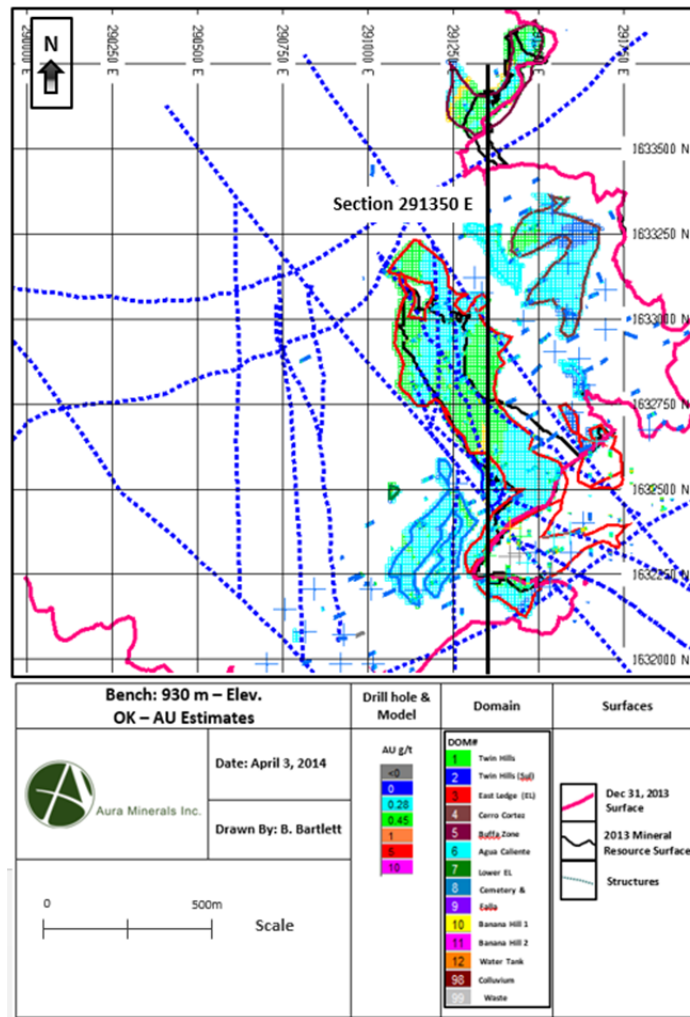 N
290000 E
290250 E
290500 E
290750 E
291000 E
291250 E
1633500 N
Section 291350 E
1633250 N
1633000 N
1632750 N
1632500 N
1632250 N
1632000 N
Bench: 930 m – Elev.
OK – AU Estimates
Drill hole &
Model
Domain
Surfaces
Aura Minerals Inc.
Date: April 3, 2014
Drawn By: B. Bartlett
AU g/t
<0
0
0.28
0.45
1
5
10
DOM#
1 Twin Hills
2 Twin Hills (Sul)
3 East Ledge (EL)
4 Cerro Cortez
5 Buffa Zone
6 Agua Caliente
7 Lower EL
8 Cemetery &
9 Falla
10 Banana Hill 1
11 Banana Hill 2
12 Water Tank
98 Colluvium
99 Waste
Dec 31, 2013
Surface
2013 Mineral
Resource Surface
Structures
0 500m
Scale